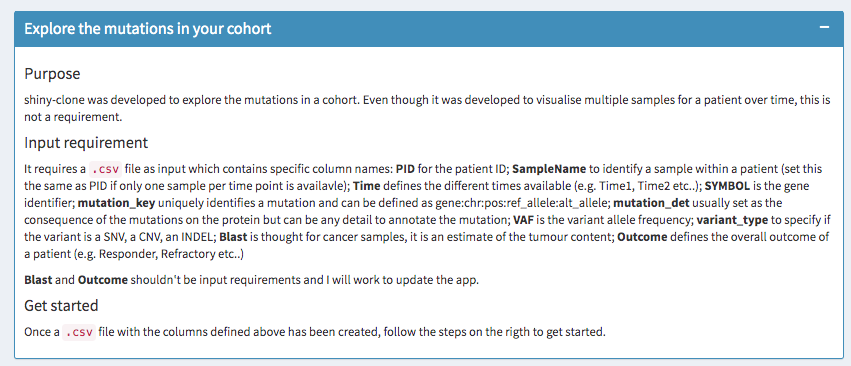 Explore the mutations in your cohort
Purpose
shiny-clone was developed to explore the mutations in a cohort. Even though it was developed to visualise multiple samples for a patient over time, this is
not a requirement.
Input requirement
It requires a .csv file as input which contains specific column names: PID for the patient ID; SampleName to identify a sample within a patient (set this
the same as PID if only one sample per time point is availavle); Time defines the different times available (e.g. Time1, Time2 etc..); SYMBOL is the gene
identifier; mutation_key uniquely identifies a mutation and can be defined as gene:chr:pos:ref_allele:alt_allele; mutation_det usually set as the
consequence of the mutations on the protein but can be any detail to annotate the mutation; VAF is the variant allele frequency; variant_type to specify if
the variant is a SNV, a CNV, an INDEL; Blast is thought for cancer samples, it is an estimate of the tumour content; Outcome defines the overall outcome of
a patient (e.g. Responder, Refractory etc..)
Blast and Outcome shouldn't be input requirements and I will work to update the app.
Get started
Once a .csv file with the columns defined above has been created, follow the steps on the rigth to get started.